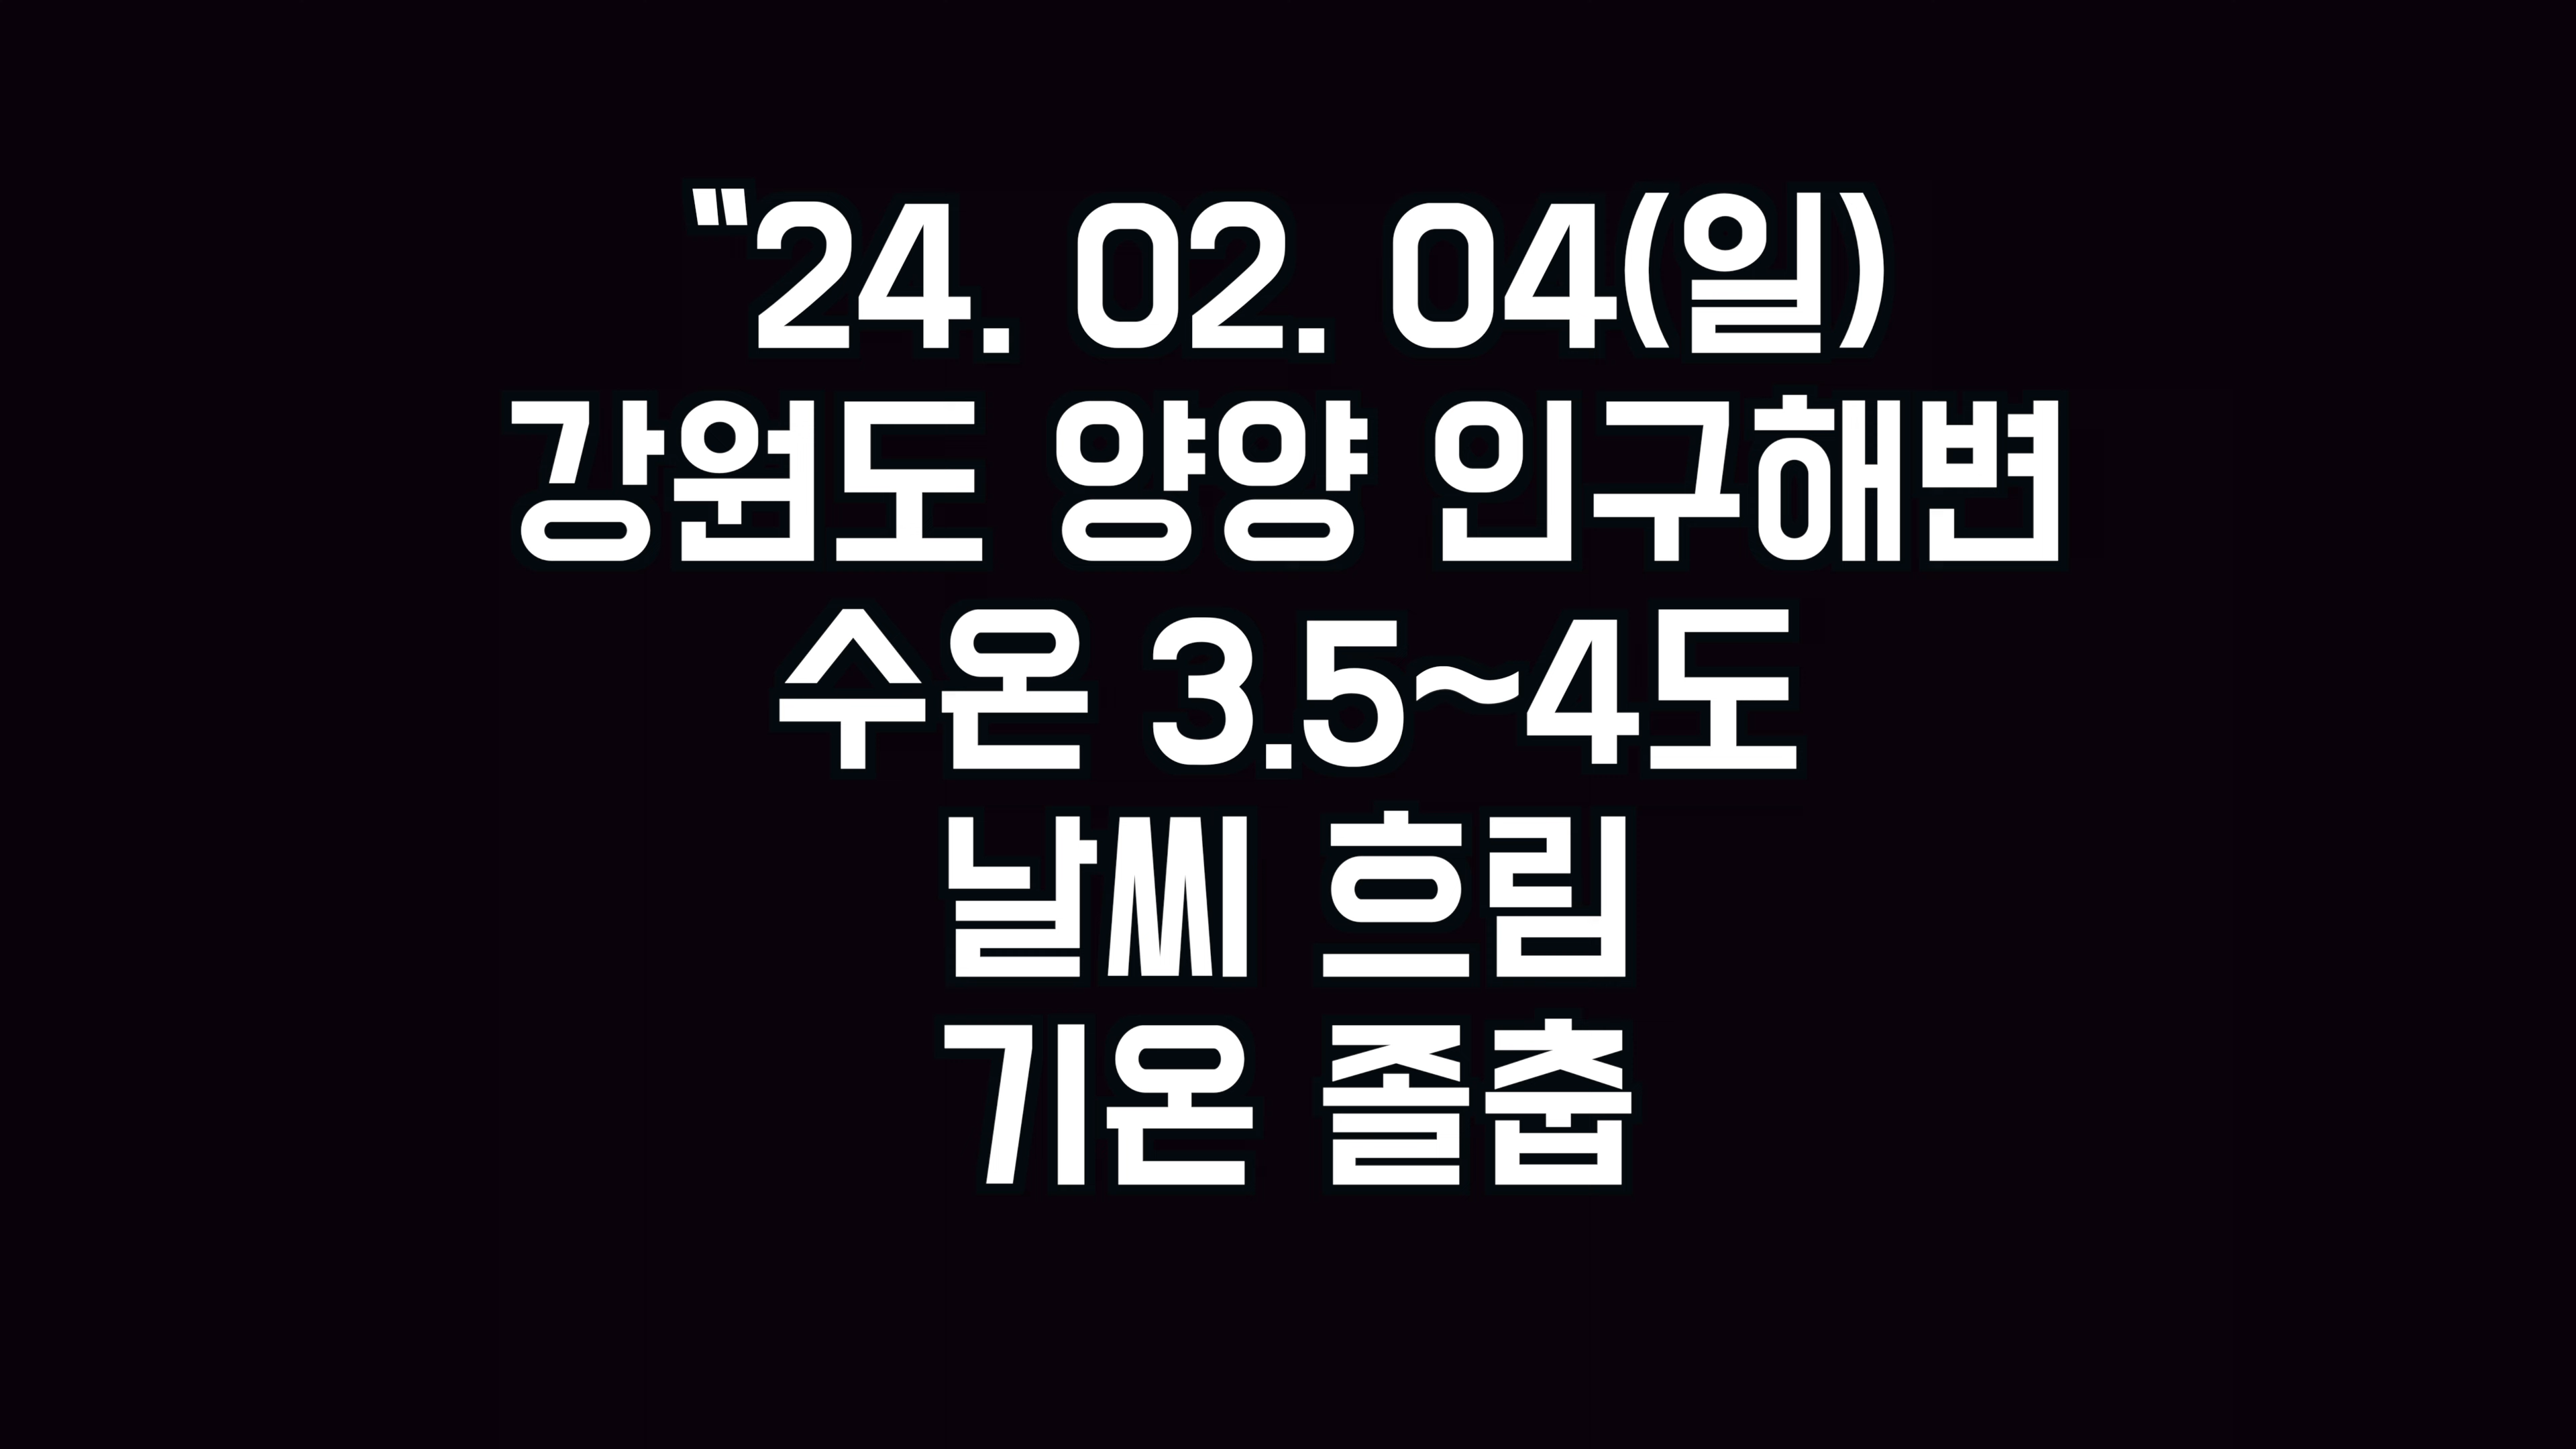 “24. 02. 04(일)
강원도 양양 인구해변
수온 3.5~4도
날씨 흐림
기온 졸춥